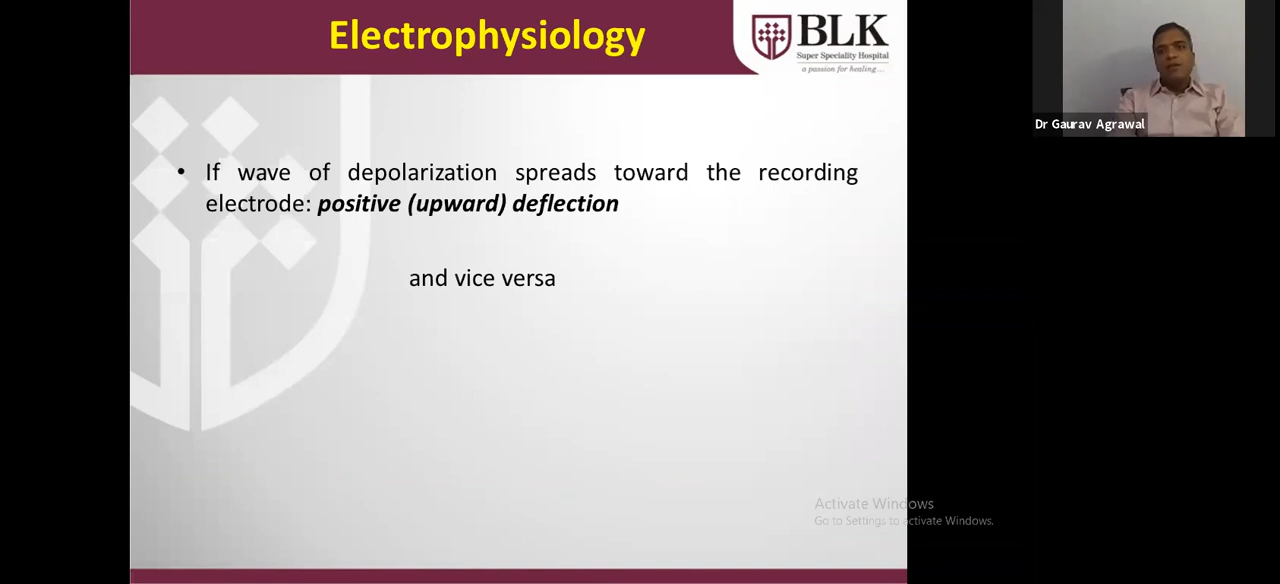 Electrophysiology
BLK
Super Speciality Hospital
a passion for healing...
Dr Gaurav Agrawal
• If wave of depolarization spreads toward the recording
electrode: positive (upward) deflection
and vice versa
Activate Windows
Go to Settings to activate Windows.